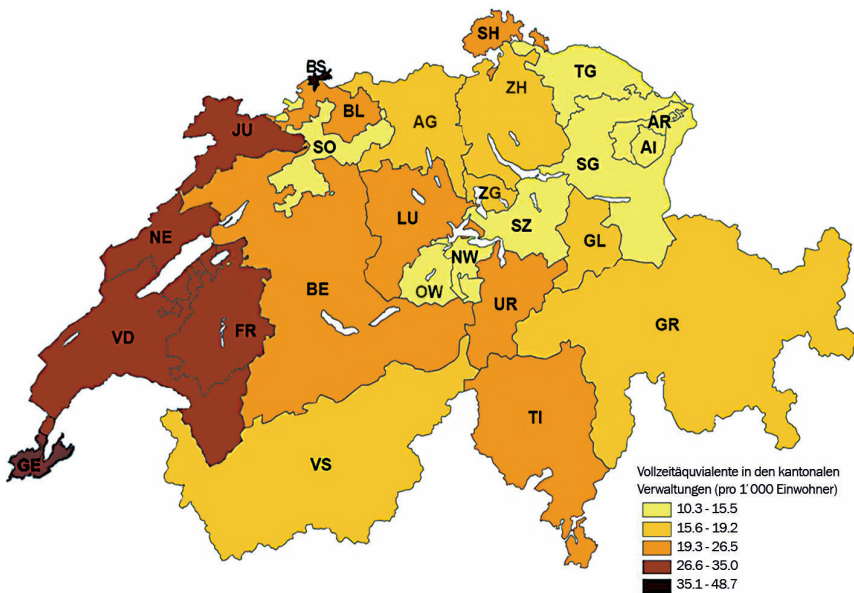 SH
BS
TG
ZH
BL
AG
JU
AR
SO
AI
SG
ZG
LU
SZ
NE
GL
NW
OW
BE
UR
FR
VD
GR
TI
VS
GE
Vollzeitäquvialente in den kantonalen
Verwaltungen (pro 1´000 Einwohner)
10.3 - 15.5
15.6 - 19.2
19.3 - 26.5
26.6 - 35.0
35.1 - 48.7